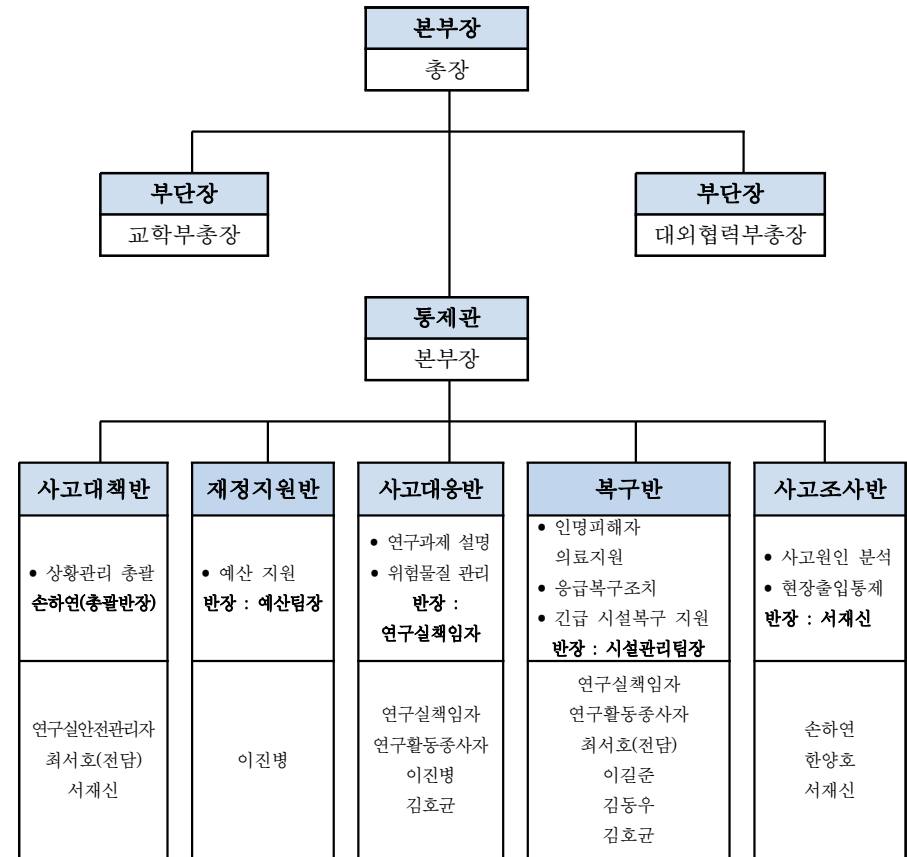 본부장
총장
부단장
교학부총장
부단장
대외협력부총장
통제관
본부장
사고대책반
• 상황관리 총괄
손하연(총괄반장)
연구실안전관리자
최서호(전담)
서재신
재정지원반
• 예산 지원
반장 : 예산팀장
이진병
사고대응반
• 연구과제 설명
• 위험물질 관리
반장 :
연구실책임자
연구실책임자
연구활동종사자
이진병
김호균
복구반
• 인명피해자
의료지원
• 응급복구조치
• 긴급 시설복구 지원
반장 : 시설관리팀장
연구실책임자
연구활동종사자
최서호(전담)
이길준
김동우
김호균
사고조사반
• 사고원인 분석
• 현장출입통제
반장 : 서재신
손하연
한양호
서재신